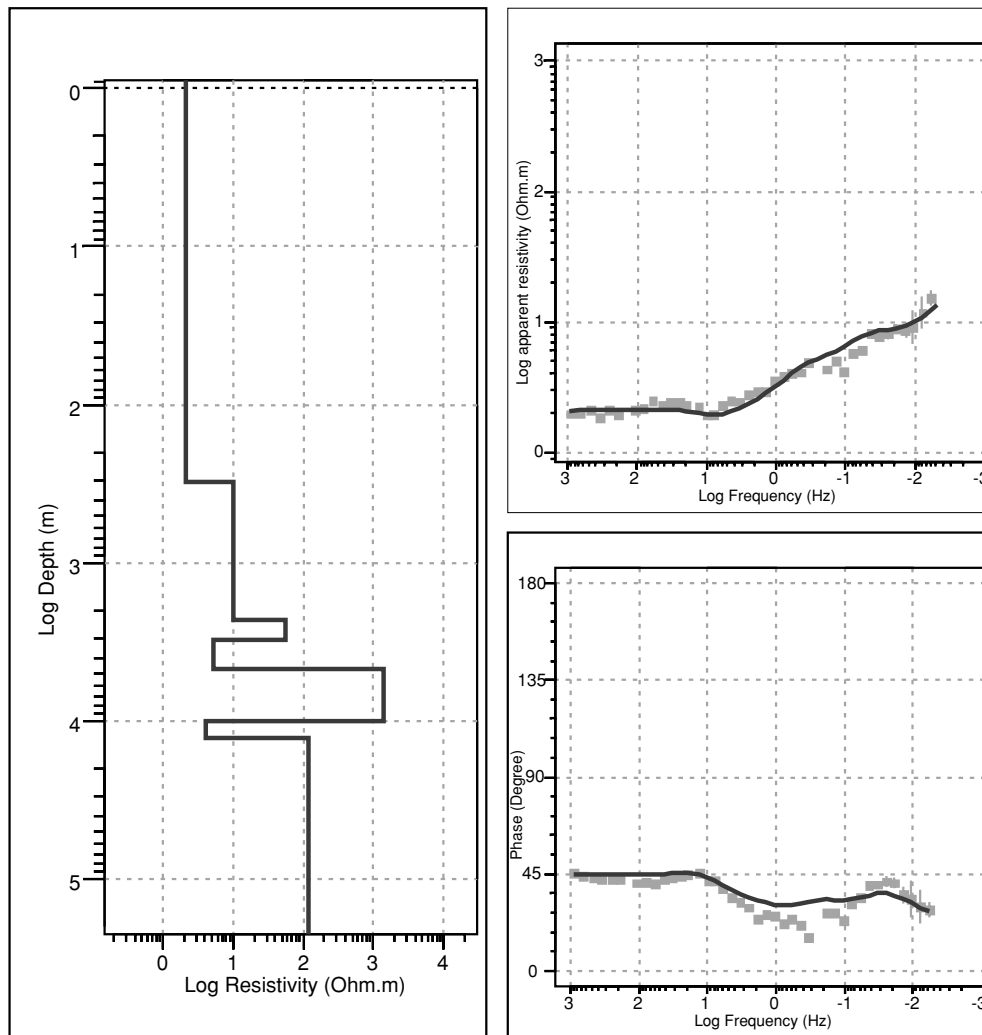 0
1
2
3
4
5
Log Depth (m)
0 1 2 3 4
Log Resistivity (Ohm.m)
3
2
1
0
Log apparent resistivity (Ohm.m)
3 2 1 0 -1 -2 -3
Log Frequency (Hz)
180
135
90
45
0
Phase (Degree)
3 2 1 0 -1 -2 -3
Log Frequency (Hz)